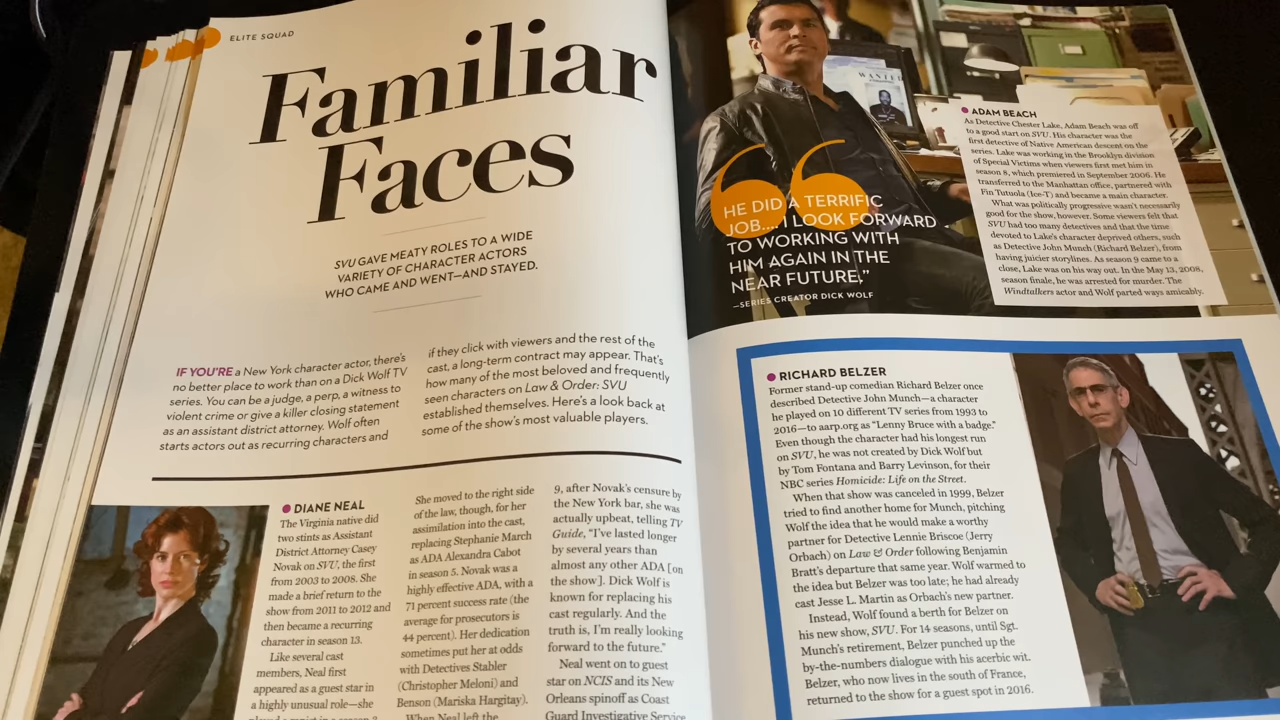 ELITE SQUAD
Familiar
Faces
SVU GAVE MEATY ROLES TO A WIDE
VARIETY OF CHARACTER ACTORS
WHO CAME AND WENT—AND STAYED.
IF YOU'RE a New York character actor, there's
no better place to work than on a Dick Wolf TV
series. You can be a judge, a perp, a witness to
violent crime or give a killer closing statement
as an assistant district attorney. Wolf often
starts actors out as recurring characters and
if they click with viewers and the rest of the
cast, a long-term contract may appear. That's
how many of the most beloved and frequently
seen characters on Law & Order: SVU
established themselves. Here's a look back at
some of the show's most valuable players.
DIANE NEAL
The Virginia native did
two stints as Assistant
District Attorney Casey
Novak on SVU, the first
from 2003 to 2008. She
made a brief return to the
show from 2011 to 2012 and
then became a recurring
character in season 13.
Like several cast
members, Neal first
appeared as a guest star in
a highly unusual role—she
She moved to the right side
of the law, though, for her
assimilation into the cast,
replacing Stephanie March
as ADA Alexandra Cabot
in season 5. Novak was a
highly effective ADA, with a
71 percent success rate (the
average for prosecutors is
44 percent). Her dedication
sometimes put her at odds
with Detectives Stabler
(Christopher Meloni) and
Benson (Mariska Hargitay).
When Neal left the
9, after Novak's censure by
the New York bar, she was
actually upbeat, telling TV
Guide, "I've lasted longer
by several years than
almost any other ADA [on
the show]. Dick Wolf is
known for replacing his
cast regularly. And the
truth is, I'm really looking
forward to the future."
Neal went on to guest
star on NCIS and its New
Orleans spinoff as Coast
Guard Investigative Service
WANTED
HE DID A TERRIFIC
JOB.... I LOOK FORWARD
TO WORKING WITH
HIM AGAIN IN THE
NEAR FUTURE,"
—SERIES CREATOR DICK WOLF
ADAM BEACH
As Detective Chester Lake, Adam Beach was off
to a good start on SVU. His character was the
first detective of Native American descent on the
series. Lake was working in the Brooklyn division
of Special Victims when viewers first met him in
season 8, which premiered in September 2006. He
transferred to the Manhattan office, partnered with
Fin Tutuola (Ice-T) and became a main character.
What was politically progressive wasn't necessarily
good for the show, however. Some viewers felt that
SVU had too many detectives and that the time
devoted to Lake's character deprived others, such
as Detective John Munch (Richard Belzer), from
having juicier storylines. As season 9 came to a
close, Lake was on his way out. In the May 13, 2008,
season finale, he was arrested for murder. The
Windtalkers actor and Wolf parted ways amicably.
RICHARD BELZER
Former stand-up comedian Richard Belzer once
described Detective John Munch—a character
he played on 10 different TV series from 1993 to
2016—to aarp.org as "Lenny Bruce with a badge."
Even though the character had his longest run
on SVU, he was not created by Dick Wolf but
by Tom Fontana and Barry Levinson, for their
NBC series Homicide: Life on the Street.
When that show was canceled in 1999, Belzer
tried to find another home for Munch, pitching
Wolf the idea that he would make a worthy
partner for Detective Lennie Briscoe (Jerry
Orbach) on Law & Order following Benjamin
Bratt's departure that same year. Wolf warmed to
the idea but Belzer was too late; he had already
cast Jesse L. Martin as Orbach's new partner.
Instead, Wolf found a berth for Belzer on
his new show, SVU. For 14 seasons, until Sgt.
Munch's retirement, Belzer punched up the
by-the-numbers dialogue with his acerbic wit.
Belzer, who now lives in the south of France,
returned to the show for a guest spot in 2016.